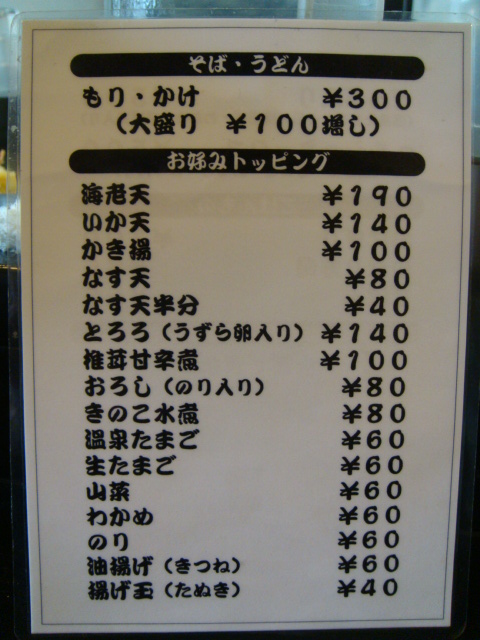 そば・うどん
もり・かけ ¥300
(大盛り ¥100増し)
お好みトッピング
海老天 ¥190
いか天 ¥140
かき揚 ¥100
なす天 ¥80
なす天半分 ¥40
とろろ(うずら卵入り) ¥140
椎茸甘辛煮 ¥100
おろし(のり入り) ¥80
きのこ水煮 ¥80
温泉たまご ¥60
生たまご ¥60
山菜 ¥60
わかめ ¥60
のり ¥60
油揚げ(きつね) ¥60
揚げ玉(たぬき) ¥40